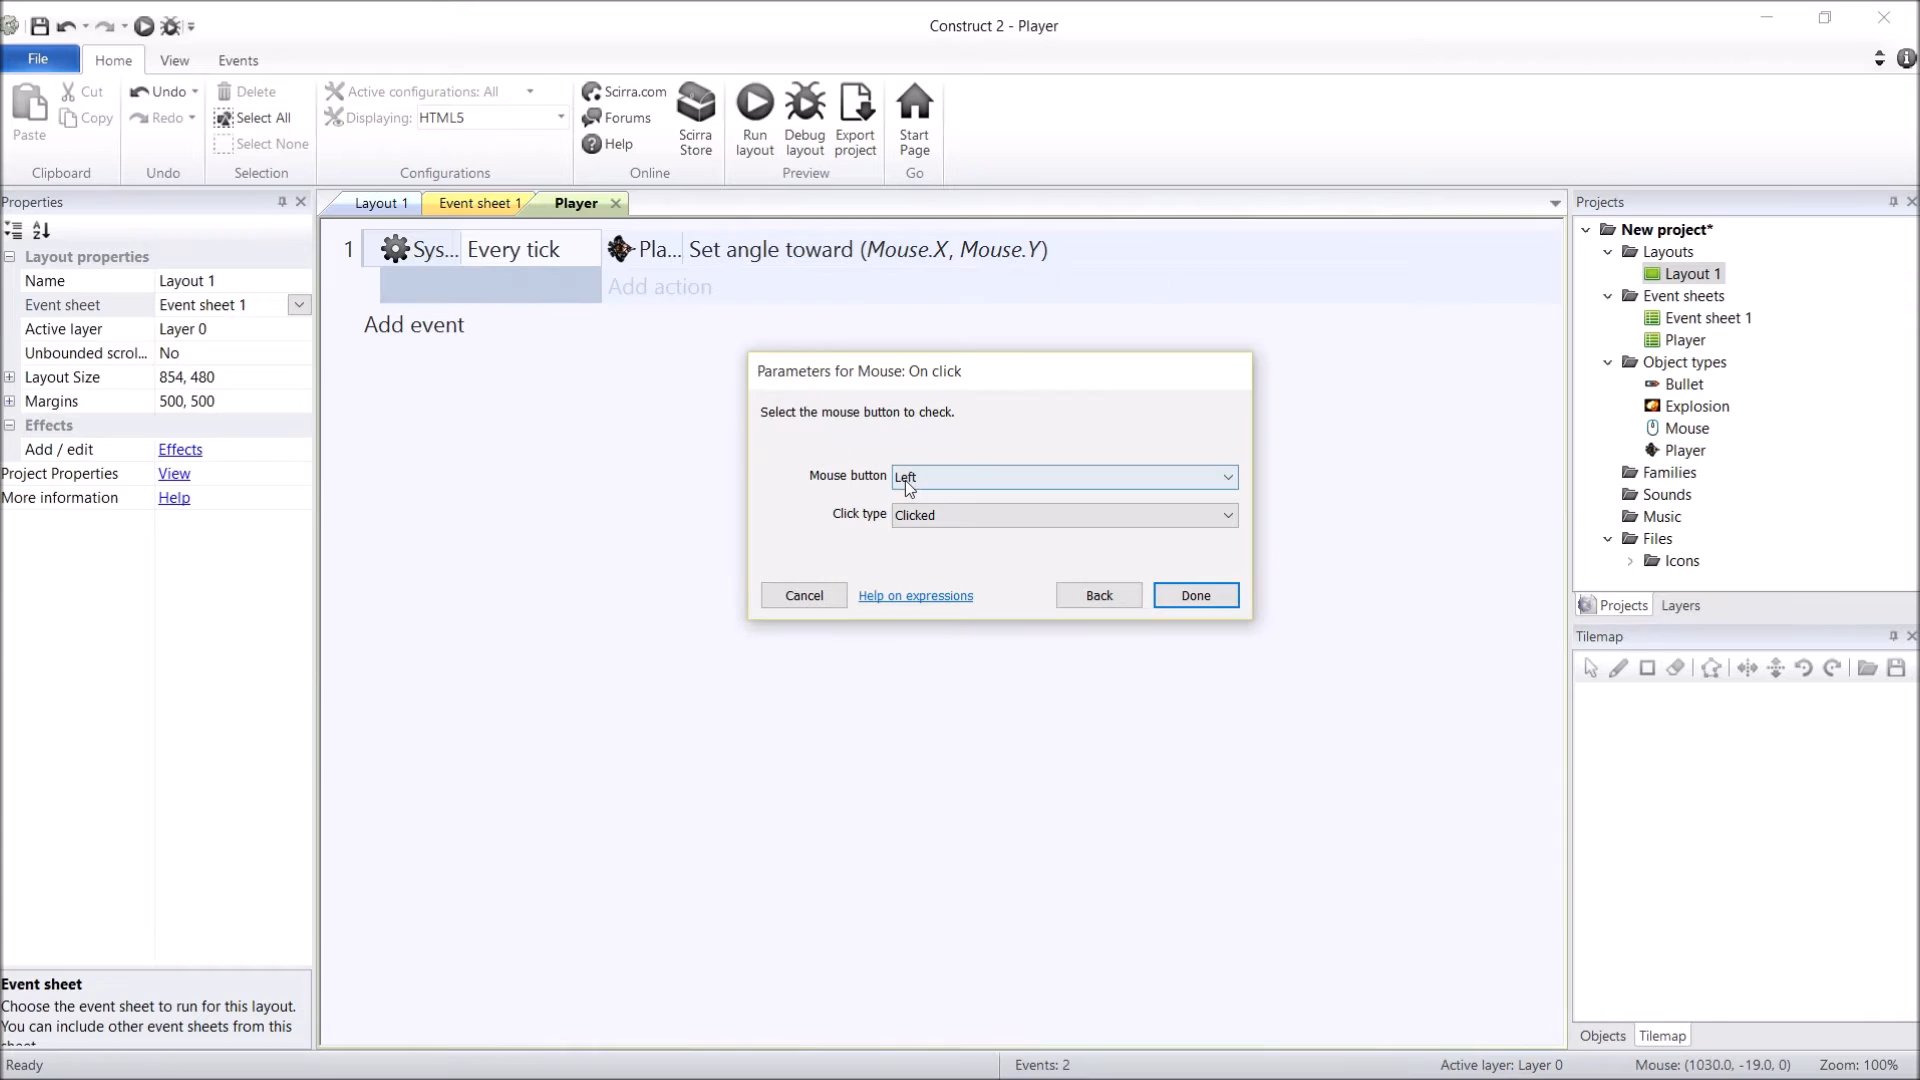 Construct 2 - Player
File Home View Events
Paste
Cut
Copy
Clipboard
Undo
Redo
Undo
Delete
Select All
Select None
Selection
Active configurations: All
Displaying: HTML5
Configurations
Scirra.com
Forums
Help
Scirra Store
Online
Run layout
Debug layout
Export project
Preview
Start Page
Go
Properties
Layout properties
Name Layout 1
Event sheet Event sheet 1
Active layer Layer 0
Unbounded scrol... No
Layout Size 854, 480
Margins 500, 500
Effects
Add / edit Effects
Project Properties View
More information Help
Event sheet
Choose the event sheet to run for this layout.
You can include other event sheets from this
Layout 1 Event sheet 1 Player
1 Sys... Every tick Pla... Set angle toward (Mouse.X, Mouse.Y)
Add action
Add event
Parameters for Mouse: On click
Select the mouse button to check.
Mouse button Left
Click type Clicked
Cancel Help on expressions Back Done
Projects
New project*
Layouts
Layout 1
Event sheets
Event sheet 1
Player
Object types
Bullet
Explosion
Mouse
Player
Families
Sounds
Music
Files
Icons
Projects Layers
Tilemap
Objects Tilemap
Ready Events: 2 Active layer: Layer 0 Mouse: (1030.0, -19.0, 0) Zoom: 100%